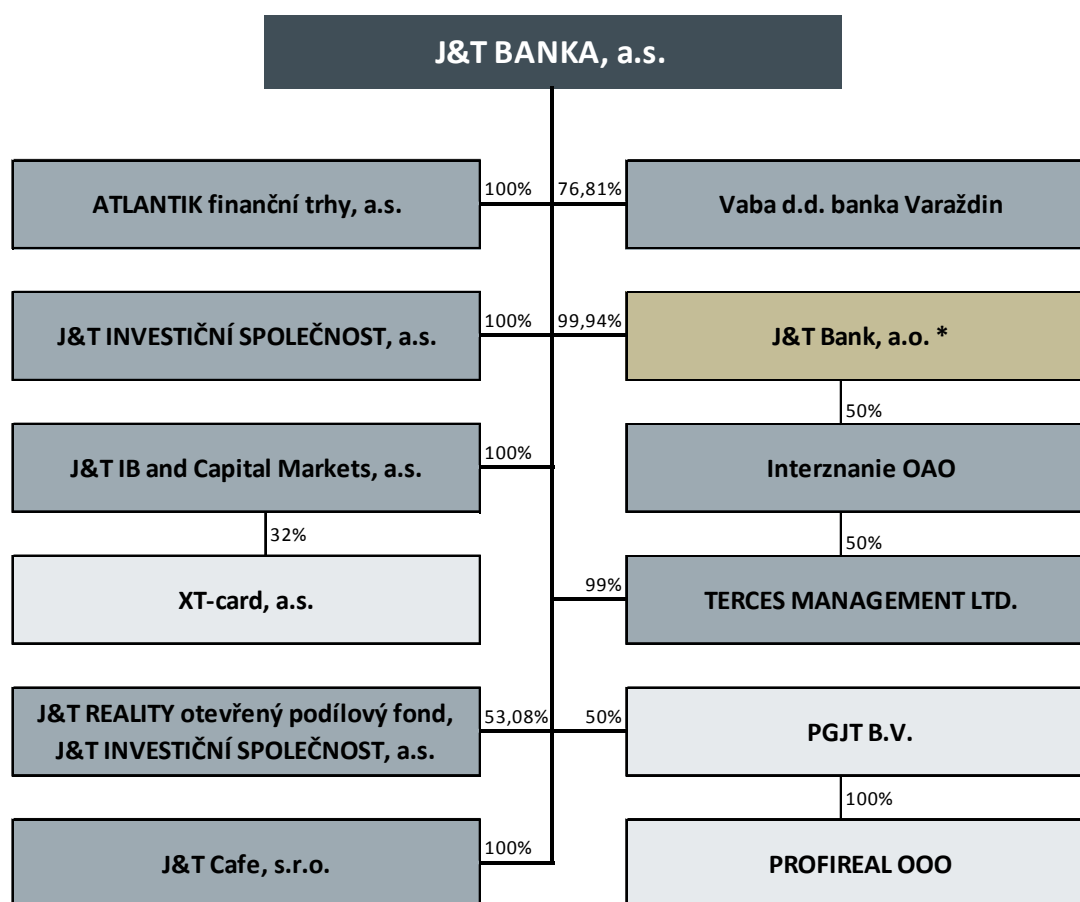 J&T BANKA, a.s.
ATLANTIK finanční trhy, a.s.
100%
76,81%
Vaba d.d. banka Varaždin
J&T INVESTIČNÍ SPOLEČNOST, a.s.
100%
99,94%
J&T Bank, a.o. *
50%
J&T IB and Capital Markets, a.s.
100%
Interznanie OAO
32%
50%
XT-card, a.s.
99%
TERCES MANAGEMENT LTD.
J&T REALITY otevřený podílový fond,
J&T INVESTIČNÍ SPOLEČNOST, a.s.
53,08%
50%
PGJT B.V.
100%
J&T Cafe, s.r.o.
100%
PROFIREAL OOO